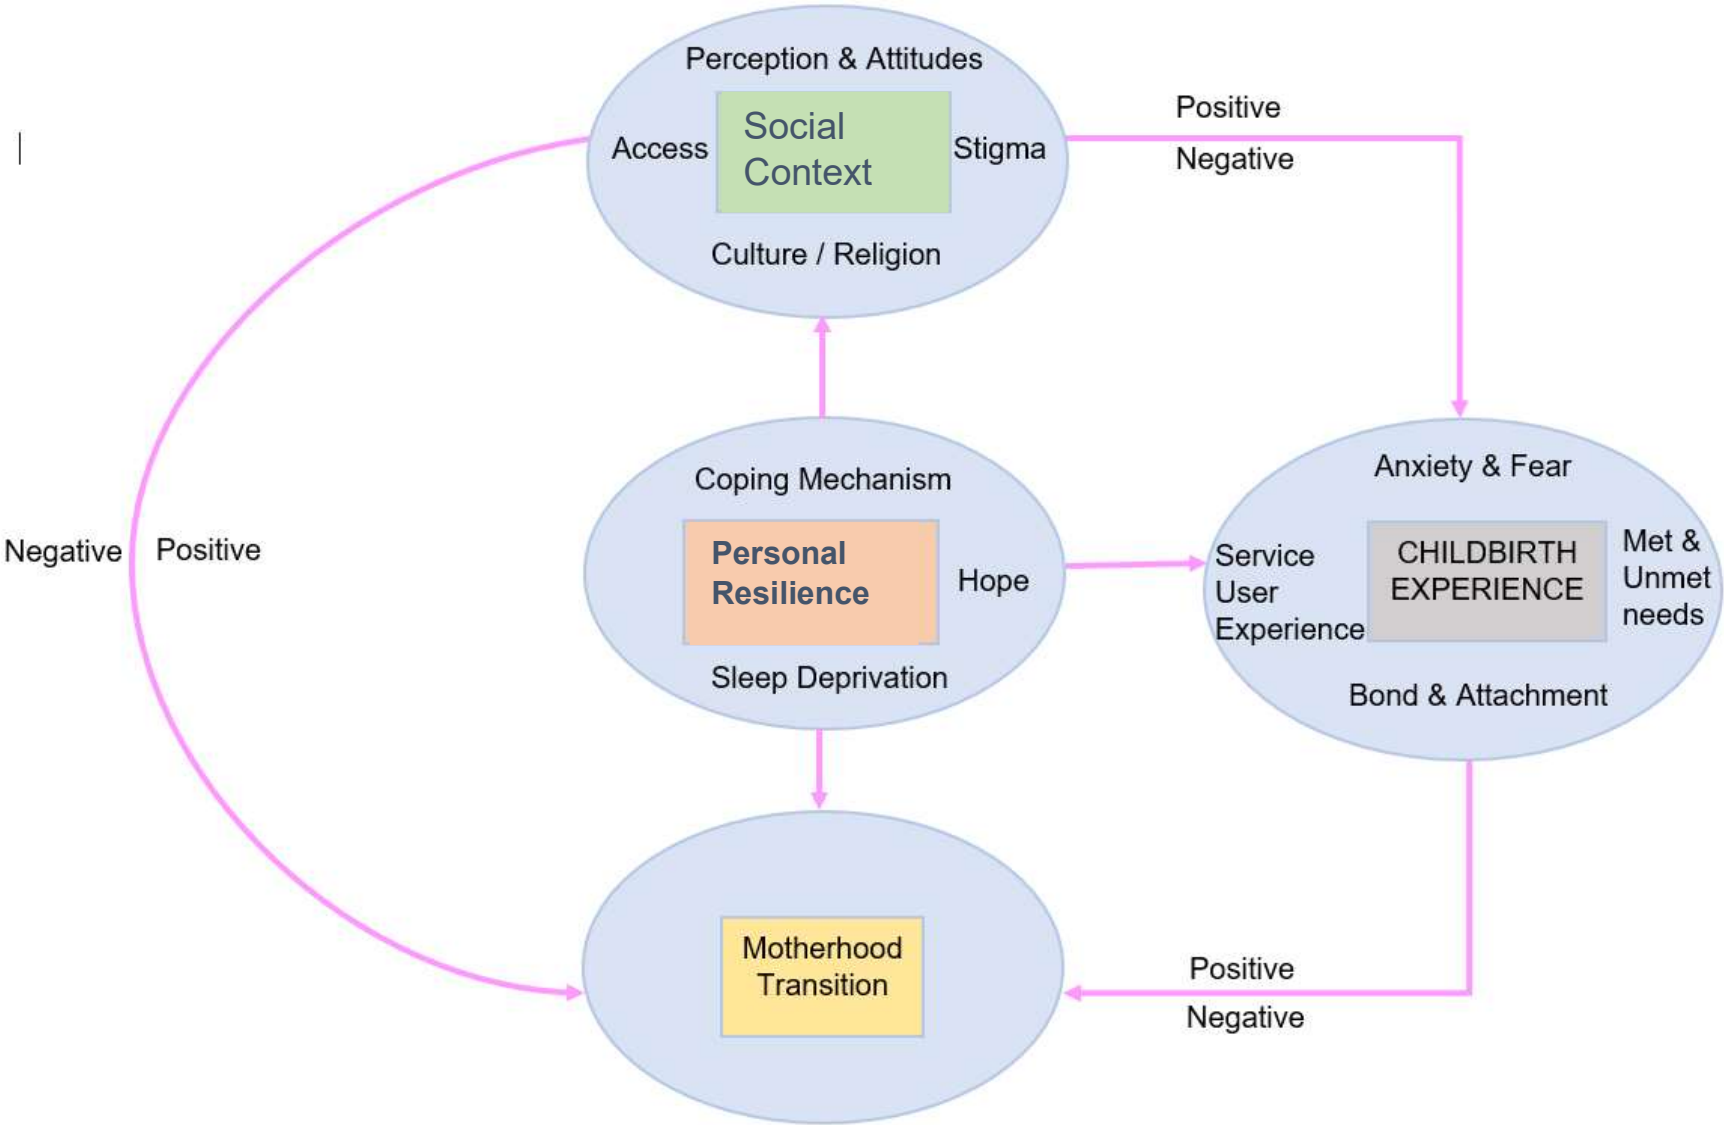 Perception & Attitudes
Access
Social
Context
Stigma
Culture / Religion
Positive
Negative
Negative
Positive
Coping Mechanism
Personal
Resilience
Hope
Sleep Deprivation
Anxiety & Fear
Service
User
Experience
CHILDBIRTH
EXPERIENCE
Met &
Unmet
needs
Bond & Attachment
Motherhood
Transition
Positive
Negative